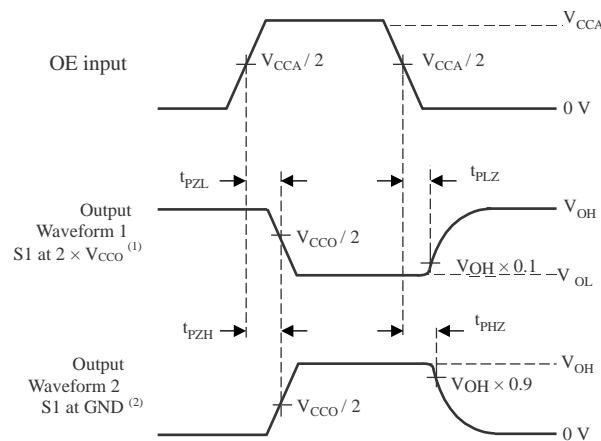 V_CCA
OE input
V_CCA / 2
V_CCA / 2
0 V
t_PZL
t_PLZ
Output
Waveform 1
S1 at 2 × V_CCO (1)
V_OH
V_CCO / 2
V_OH × 0.1
V_OL
t_PZH
t_PHZ
Output
Waveform 2
S1 at GND (2)
V_OH
V_OH × 0.9
V_CCO / 2
0 V